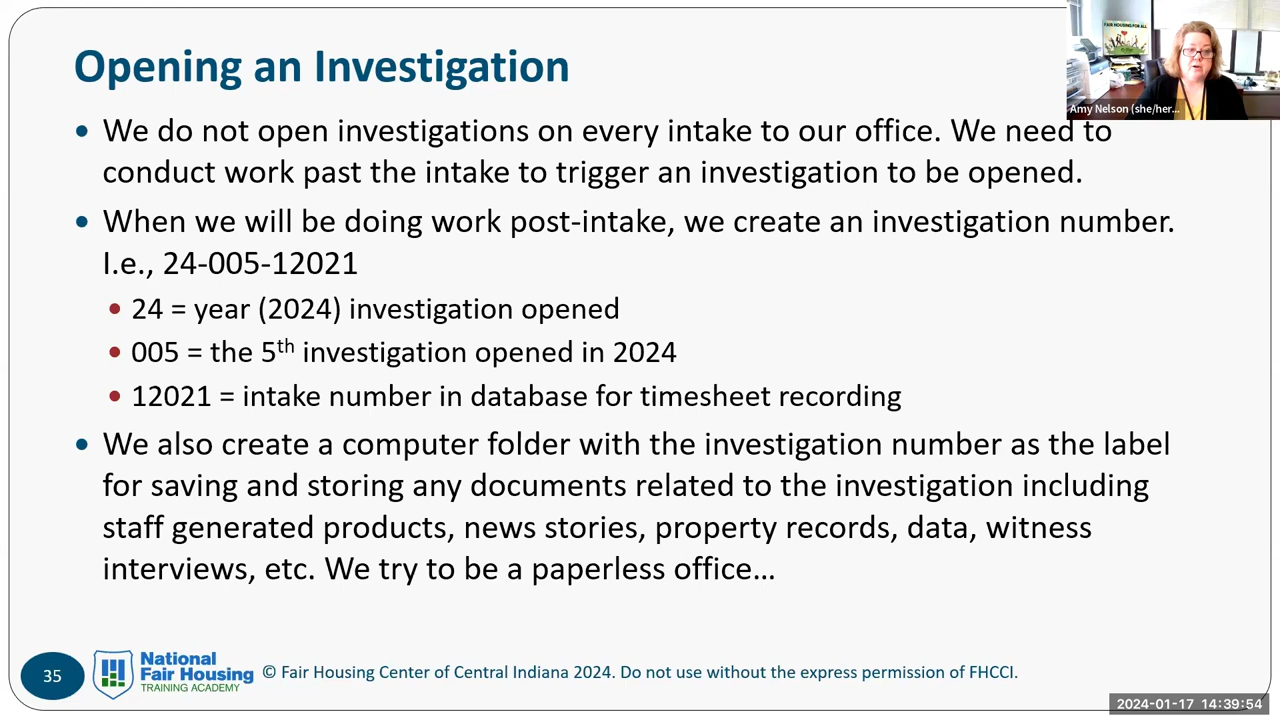 Opening an Investigation
FAIR HOUSING FOR ALL
Amy Nelson (she/her...
• We do not open investigations on every intake to our office. We need to
conduct work past the intake to trigger an investigation to be opened.
• When we will be doing work post-intake, we create an investigation number.
I.e., 24-005-12021
• 24 = year (2024) investigation opened
• 005 = the 5th investigation opened in 2024
• 12021 = intake number in database for timesheet recording
• We also create a computer folder with the investigation number as the label
for saving and storing any documents related to the investigation including
staff generated products, news stories, property records, data, witness
interviews, etc. We try to be a paperless office…
35
National
Fair Housing
TRAINING ACADEMY
© Fair Housing Center of Central Indiana 2024. Do not use without the express permission of FHCCI.
2024-01-17 14:39:54